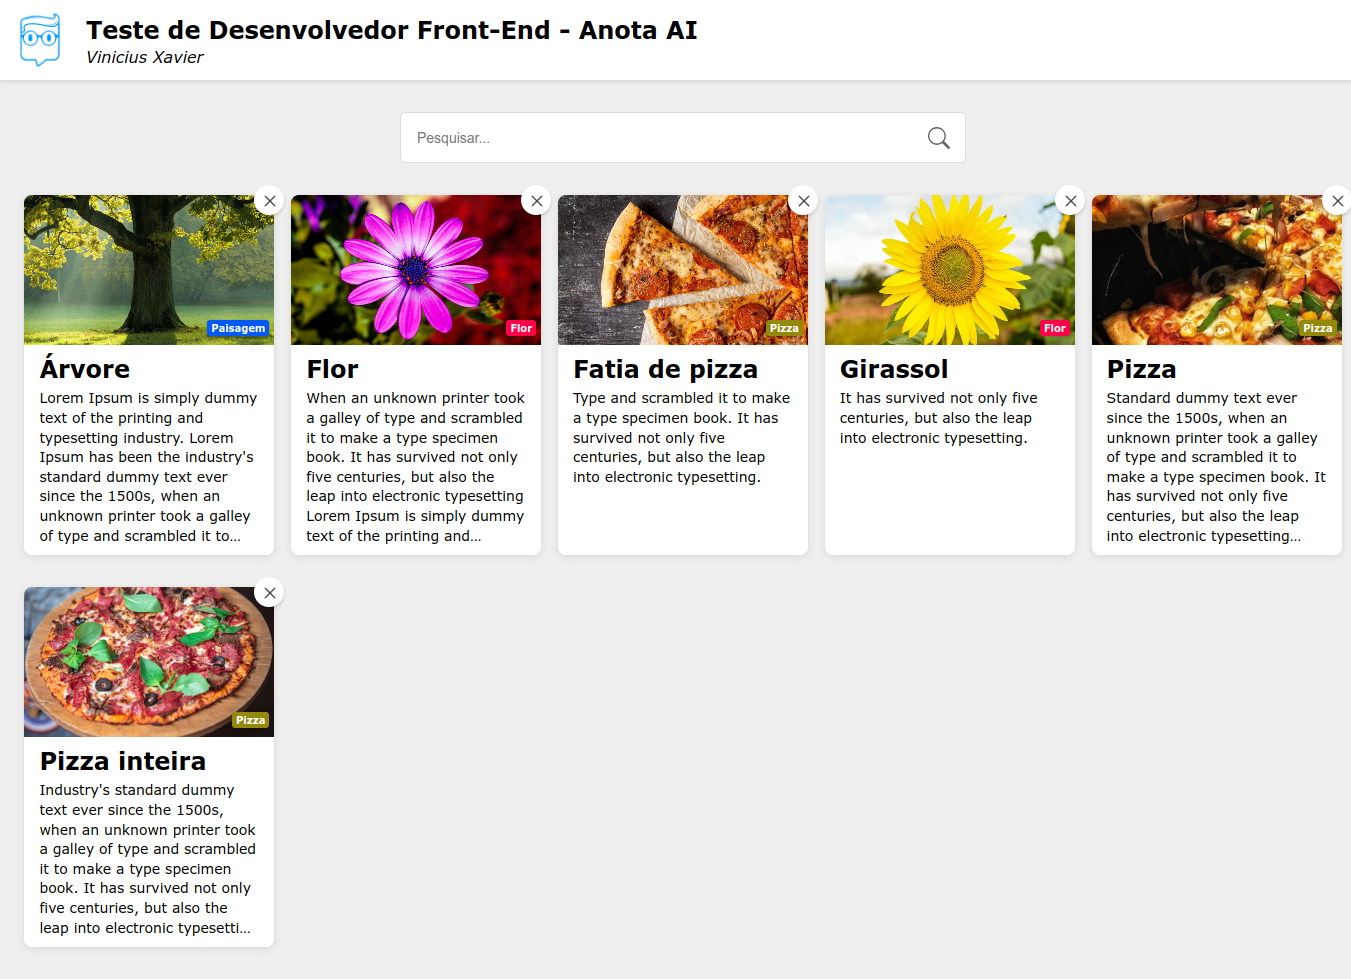 Teste de Desenvolvedor Front-End - Anota AI
Vinicius Xavier
Pesquisar...
Paisagem
Árvore
Lorem Ipsum is simply dummy
text of the printing and
typesetting industry. Lorem
Ipsum has been the industry's
standard dummy text ever
since the 1500s, when an
unknown printer took a galley
of type and scrambled it to...
Flor
Flor
When an unknown printer took
a galley of type and scrambled
it to make a type specimen
book. It has survived not only
five centuries, but also the
leap into electronic typesetting
Lorem Ipsum is simply dummy
text of the printing and...
Pizza
Fatia de pizza
Type and scrambled it to make
a type specimen book. It has
survived not only five
centuries, but also the leap
into electronic typesetting.
Flor
Girassol
It has survived not only five
centuries, but also the leap
into electronic typesetting.
Pizza
Pizza
Standard dummy text ever
since the 1500s, when an
unknown printer took a galley
of type and scrambled it to
make a type specimen book. It
has survived not only five
centuries, but also the leap
into electronic typesetting...
Pizza
Pizza inteira
Industry's standard dummy
text ever since the 1500s,
when an unknown printer took
a galley of type and scrambled
it to make a type specimen
book. It has survived not only
five centuries, but also the
leap into electronic typesetti...